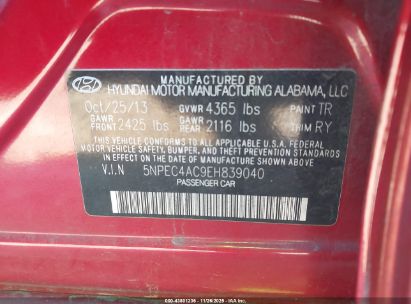 MANUFACTURED BY
HYUNDAI MOTOR MANUFACTURING ALABAMA, LLC
Oct/25/13 GVWR 4365 lbs PAINT TR
GAWR FRONT 2425 lbs GAWR REAR 2116 lbs TRIM RY
THIS VEHICLE CONFORMS TO ALL APPLICABLE U.S.A. FEDERAL
MOTOR VEHICLE SAFETY, BUMPER, AND THEFT PREVENTION STANDARDS
IN EFFECT ON THE DATE OF MANUFACTURE SHOWN ABOVE.
V.I.N 5NPEC4AC9EH839040
PASSENGER CAR